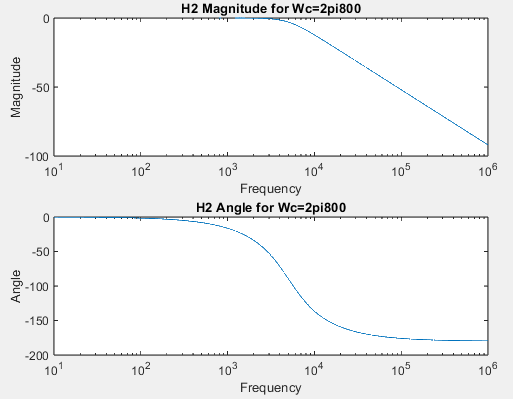 H2 Magnitude for Wc=2pi800
0
-50
-100
Magnitude
10^1 10^2 10^3 10^4 10^5 10^6
Frequency
H2 Angle for Wc=2pi800
0
-50
-100
-150
-200
Angle
10^1 10^2 10^3 10^4 10^5 10^6
Frequency